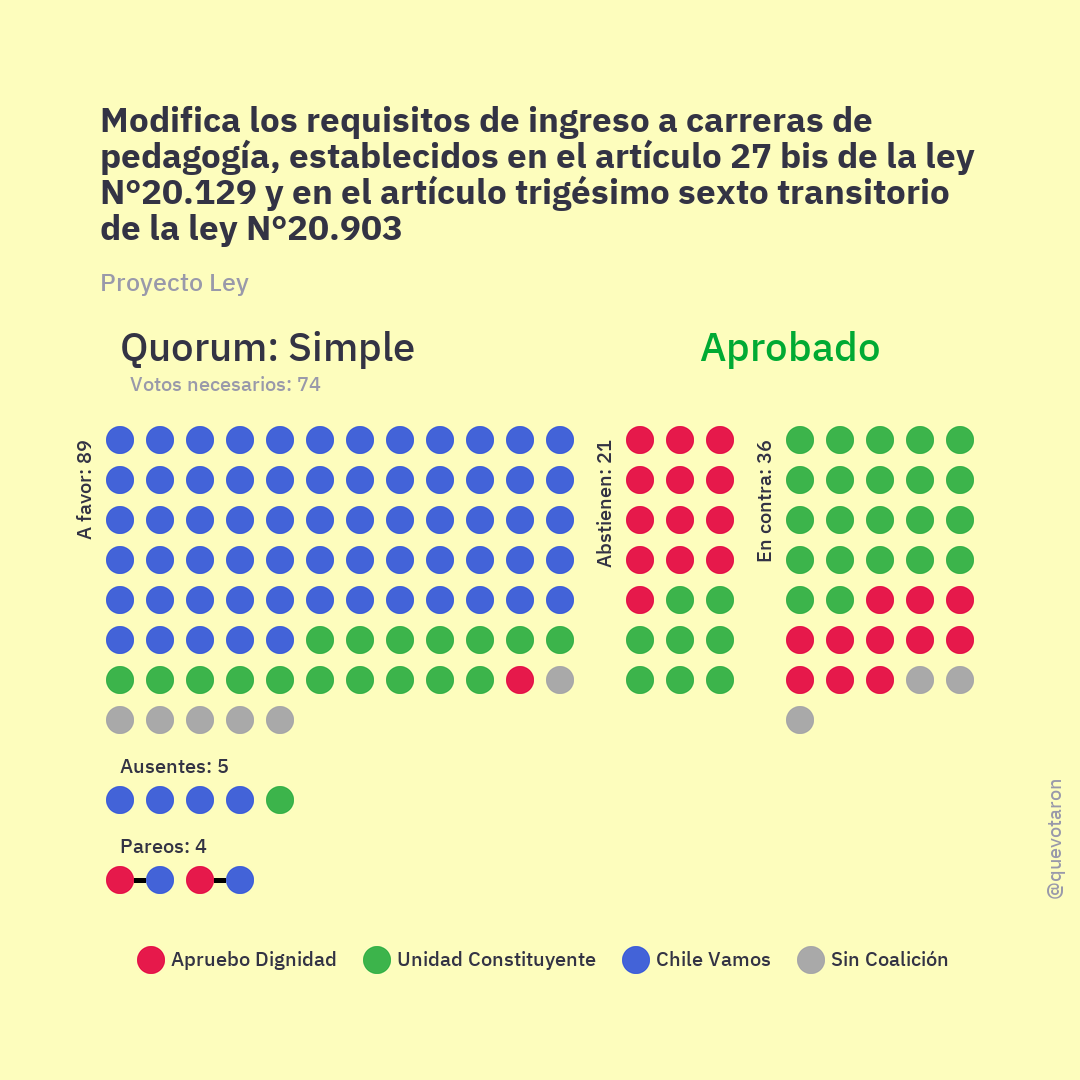 Modifica los requisitos de ingreso a carreras de
pedagogía, establecidos en el artículo 27 bis de la ley
N°20.129 y en el artículo trigésimo sexto transitorio
de la ley N°20.903
Proyecto Ley
Quorum: Simple
Votos necesarios: 74
Aprobado
A favor: 89
Abstienen: 21
En contra: 36
Ausentes: 5
Pareos: 4
@quevotaron
Apruebo Dignidad
Unidad Constituyente
Chile Vamos
Sin Coalición